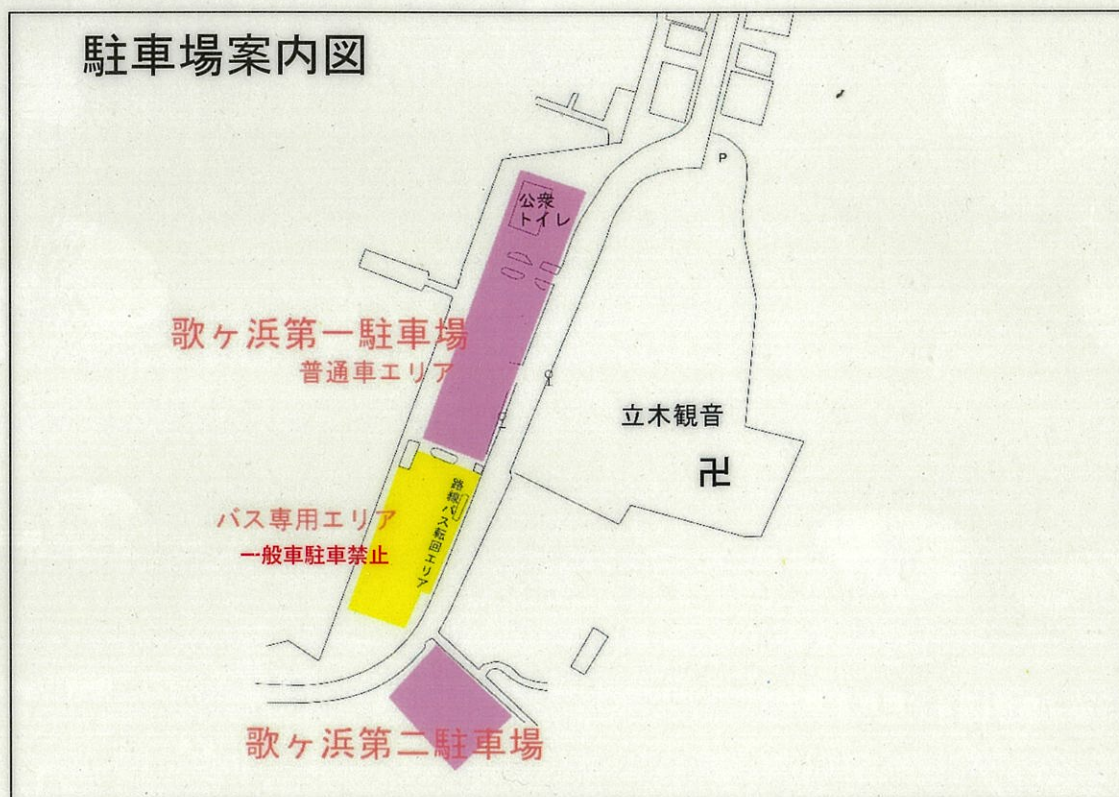 駐車場案内図
P
公衆
トイレ
歌ヶ浜第一駐車場
普通車エリア
立木観音
卍
路線バス転回エリア
バス専用エリア
一般車駐車禁止
歌ヶ浜第二駐車場